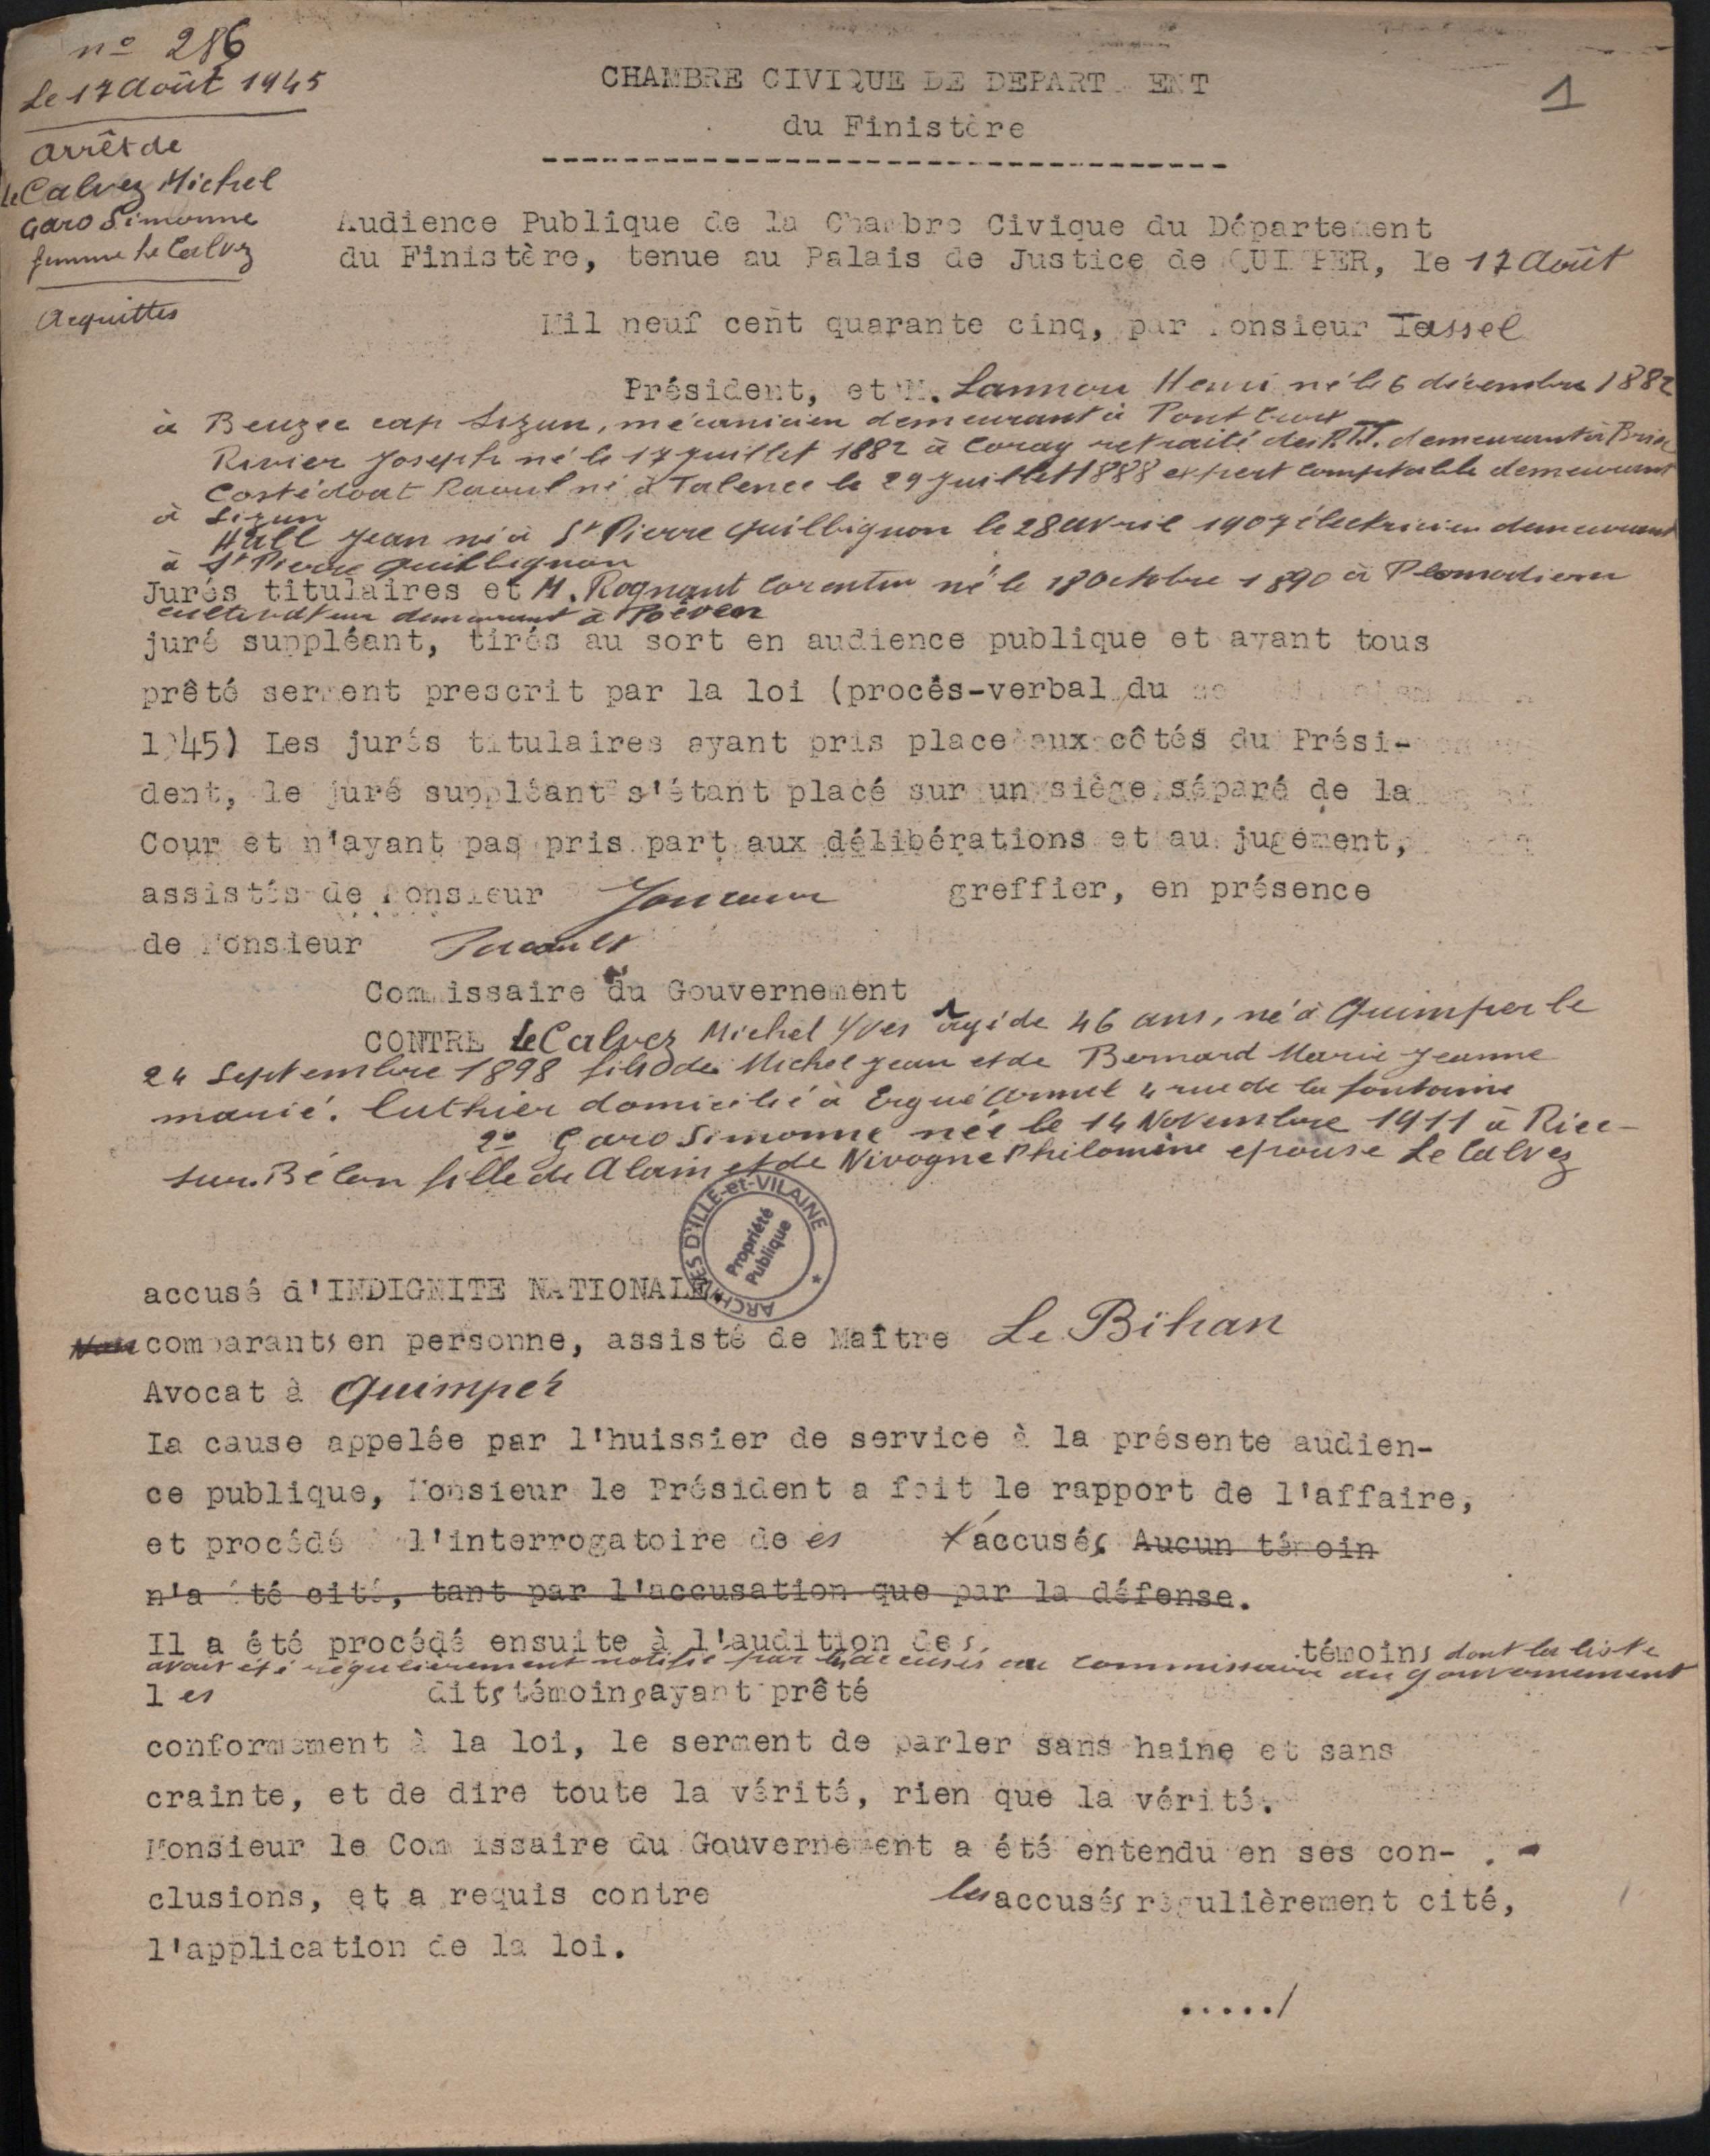 n° 286
Le 17 Août 1945
arrêt de
Le Calvez Michel
Garo Simonne
femme Le Calvez
Acquittés
1
CHAMBRE CIVIQUE DE DEPART ENT
du Finistère
Audience Publique de la Chambre Civique du Département
du Finistère, tenue au Palais de Justice de QUIMPER, le 17 Août
Mil neuf cent quarante cinq, par Monsieur Tassel
Président, et M. Lannou Henri né le 6 décembre 1882
à Beuzec cap Sizun, mécanicien demeurant à Pont Croix
Rivier Joseph né le 17 juillet 1882 à Coray retraité des P.T.T. demeurant à Briec
Costédoat Raoul né à Talence le 29 juillet 1888 expert comptable demeurant
à Sizun
Hall Jean né à St Pierre Quilbignon le 28 avril 1907 électricien demeurant
à St Pierre Quilbignon
Jurés titulaires et M. Rognant Corentin né le 18 Octobre 1890 à Plomodiern
cultivateur demeurant à Ploéven
juré suppléant, tirés au sort en audience publique et ayant tous
prêté serment prescrit par la loi (procès-verbal du
1945) Les jurés titulaires ayant pris place aux côtés du Prési-
dent, le juré suppléant s'étant placé sur un siège séparé de la
Cour et n'ayant pas pris part aux délibérations et au jugement,
assistés de Monsieur greffier, en présence
de Monsieur
Commissaire du Gouvernement
CONTRE Le Calvez Michel Yves âgé de 46 ans, né à Quimper le
24 Septembre 1898 fils de Michel Jean et de Bernard Marie Jeanne
marié. luthier domicilié à Ergué Armel 4 rue de la fontaine
2° Garo Simonne née le 14 Novembre 1911 à Riec-
sur-Bélon fille de Alain et de Nivogne Philomène epouse Le Calvez
ARCHIVES D'ILLE-et-VILAINE *
Propriété
Publique
accusé d'INDIGNITE NATIONALE
Non comparants en personne, assisté de Maître Le Bihan
Avocat à Quimper
La cause appelée par l'huissier de service à la présente audien-
ce publique, Monsieur le Président a fait le rapport de l'affaire,
et procédé à l'interrogatoire de es l'accusés Aucun témoin
n'a été cité, tant par l'accusation que par la défense.
Il a été procédé ensuite à l'audition des témoins dont la liste
avait été régulièrement notifié par les accusés au commissaire du gouvernement
les dits témoins ayant prêté
conformément à la loi, le serment de parler sans haine et sans
crainte, et de dire toute la vérité, rien que la vérité.
Monsieur le Commissaire du Gouvernement a été entendu en ses con-
clusions, et a requis contre les accusés régulièrement cité,
l'application de la loi.
...../